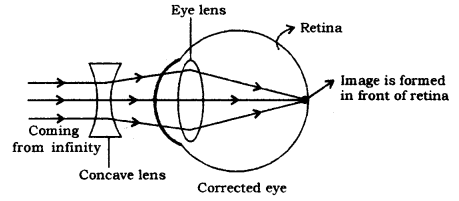 Eye lens
Retina
Image is formed
in front of retina
Coming
from infinity
Concave lens
Corrected eye